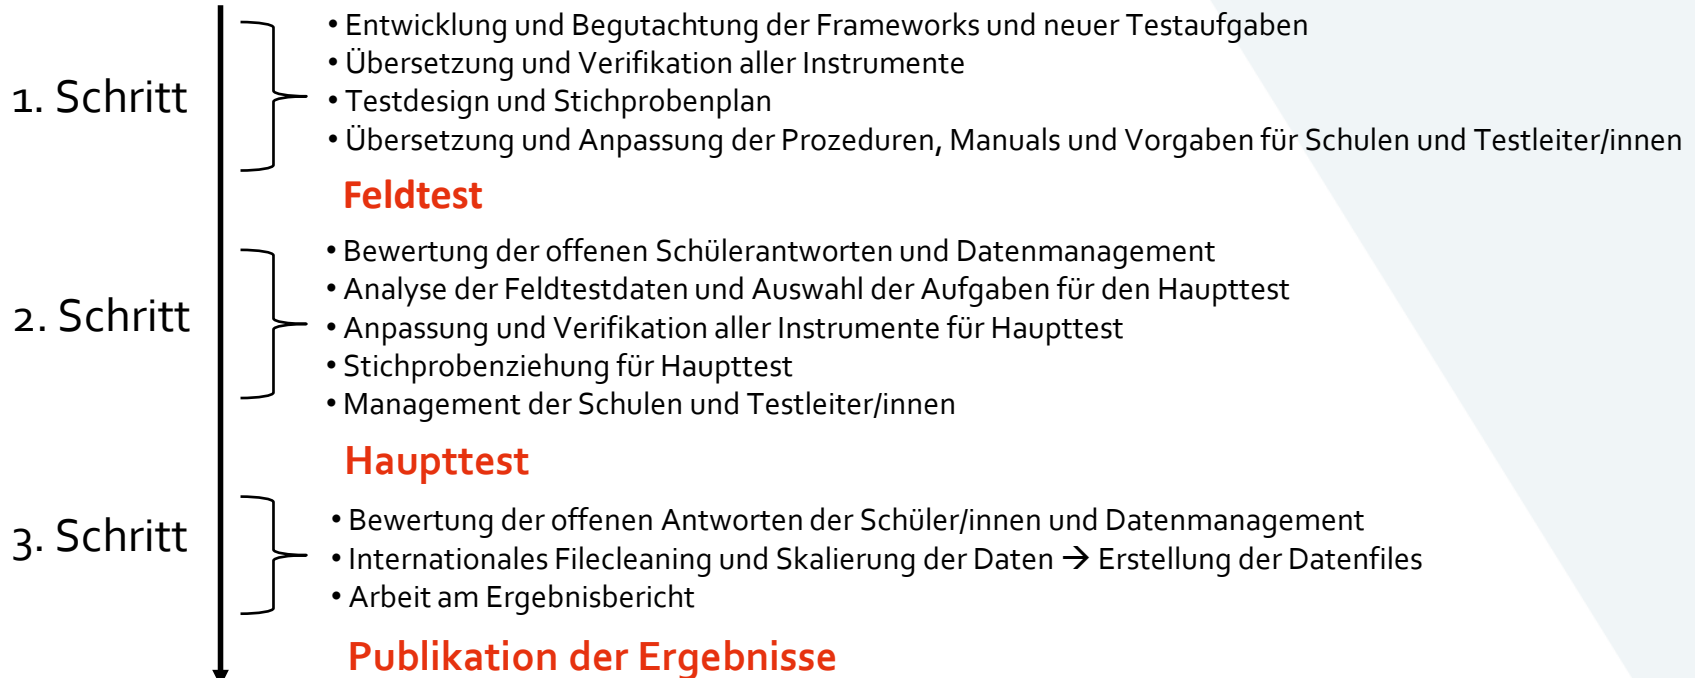 1. Schritt
• Entwicklung und Begutachtung der Frameworks und neuer Testaufgaben
• Übersetzung und Verifikation aller Instrumente
• Testdesign und Stichprobenplan
• Übersetzung und Anpassung der Prozeduren, Manuals und Vorgaben für Schulen und Testleiter/innen
Feldtest
2. Schritt
• Bewertung der offenen Schülerantworten und Datenmanagement
• Analyse der Feldtestdaten und Auswahl der Aufgaben für den Haupttest
• Anpassung und Verifikation aller Instrumente für Haupttest
• Stichprobenziehung für Haupttest
• Management der Schulen und Testleiter/innen
Haupttest
3. Schritt
• Bewertung der offenen Antworten der Schüler/innen und Datenmanagement
• Internationales Filecleaning und Skalierung der Daten → Erstellung der Datenfiles
• Arbeit am Ergebnisbericht
Publikation der Ergebnisse